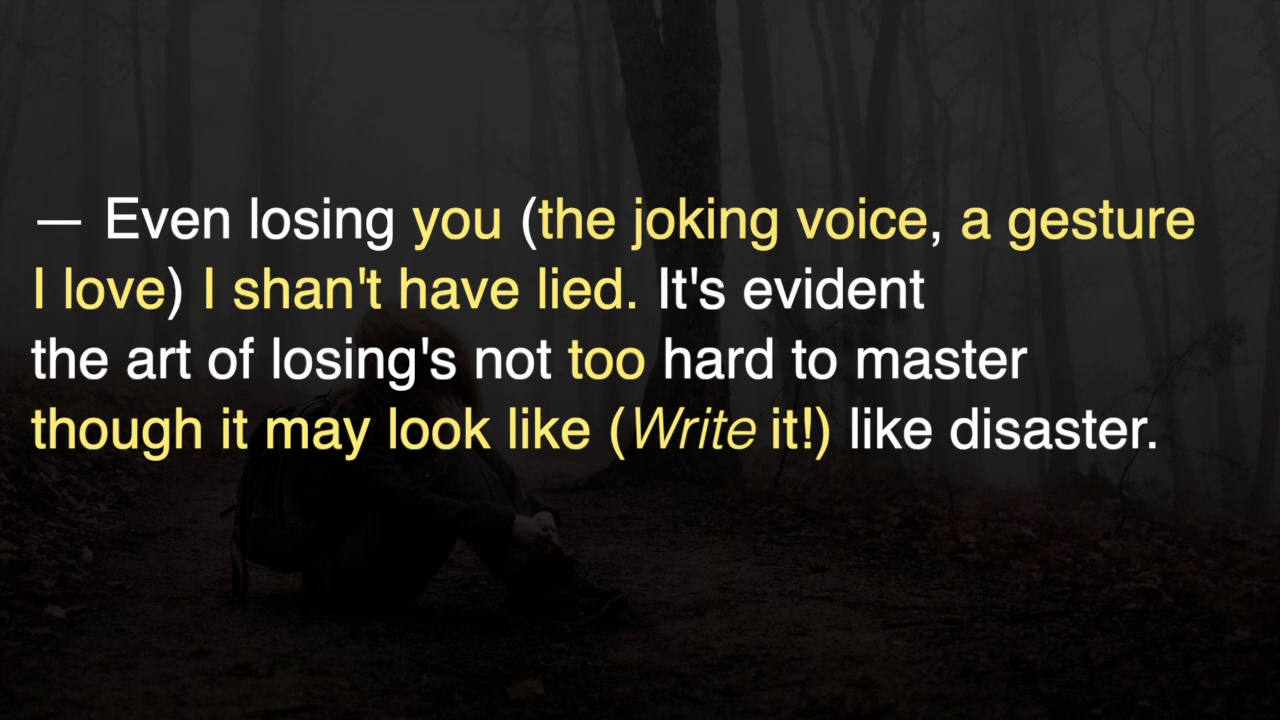 — Even losing you (the joking voice, a gesture
I love) I shan't have lied. It's evident
the art of losing's not too hard to master
though it may look like (Write it!) like disaster.